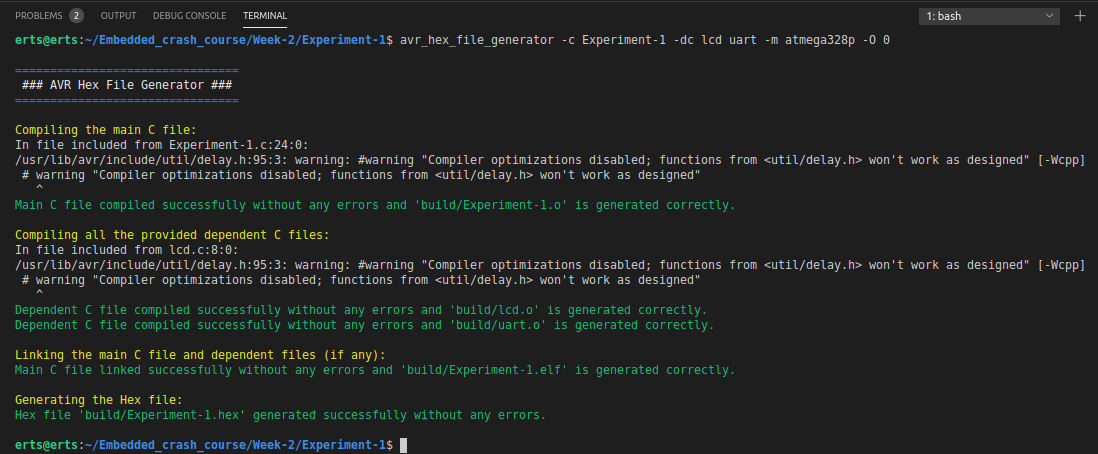 PROBLEMS 2 OUTPUT DEBUG CONSOLE TERMINAL 1: bash
erts@erts:~/Embedded_crash_course/Week-2/Experiment-1$ avr_hex_file_generator -c Experiment-1 -dc lcd uart -m atmega328p -O 0
================================
### AVR Hex File Generator ###
================================
Compiling the main C file:
In file included from Experiment-1.c:24:0:
/usr/lib/avr/include/util/delay.h:95:3: warning: #warning "Compiler optimizations disabled; functions from <util/delay.h> won't work as designed" [-Wcpp]
# warning "Compiler optimizations disabled; functions from <util/delay.h> won't work as designed"
^
Main C file compiled successfully without any errors and 'build/Experiment-1.o' is generated correctly.
Compiling all the provided dependent C files:
In file included from lcd.c:8:0:
/usr/lib/avr/include/util/delay.h:95:3: warning: #warning "Compiler optimizations disabled; functions from <util/delay.h> won't work as designed" [-Wcpp]
# warning "Compiler optimizations disabled; functions from <util/delay.h> won't work as designed"
^
Dependent C file compiled successfully without any errors and 'build/lcd.o' is generated correctly.
Dependent C file compiled successfully without any errors and 'build/uart.o' is generated correctly.
Linking the main C file and dependent files (if any):
Main C file linked successfully without any errors and 'build/Experiment-1.elf' is generated correctly.
Generating the Hex file:
Hex file 'build/Experiment-1.hex' generated successfully without any errors.
erts@erts:~/Embedded_crash_course/Week-2/Experiment-1$